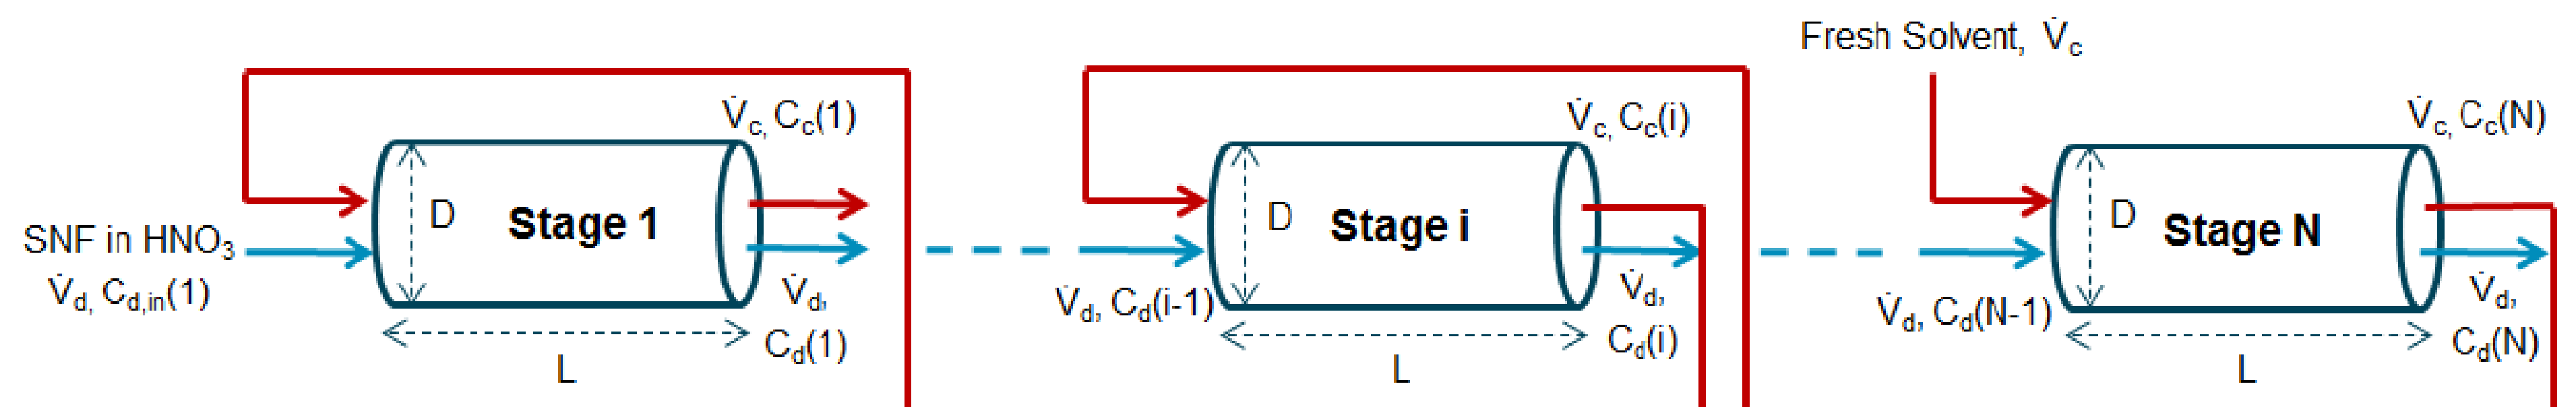 Fresh Solvent, V̇c
V̇c, Cc(1)
V̇c, Cc(i)
V̇c, Cc(N)
D
Stage 1
D
Stage i
D
Stage N
SNF in HNO3
V̇d, Cd,in(1)
V̇d,
Cd(1)
V̇d, Cd(i-1)
V̇d,
Cd(i)
V̇d, Cd(N-1)
V̇d,
Cd(N)
L
L
L